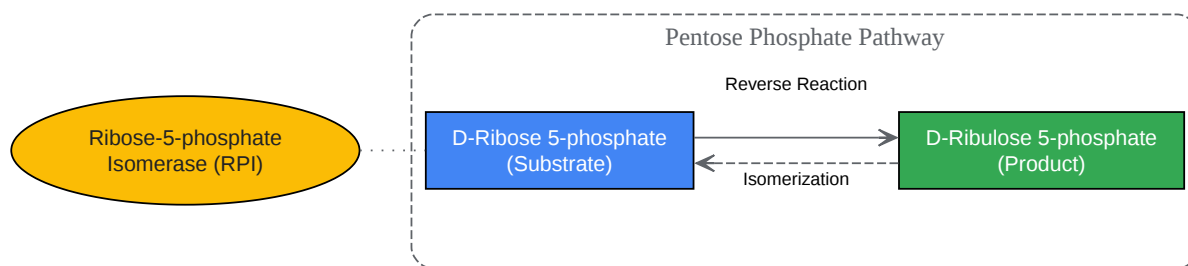 Pentose Phosphate Pathway
Reverse Reaction
Ribose-5-phosphate
Isomerase (RPI)
D-Ribose 5-phosphate
(Substrate)
D-Ribulose 5-phosphate
(Product)
Isomerization